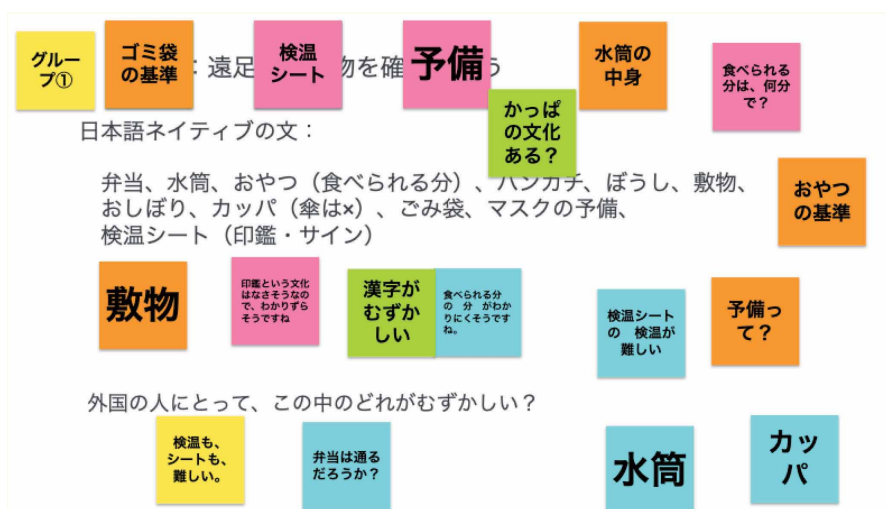 グルー
プ①
ゴミ袋
の基準
：遠足
検温
シート
物を確
予備
う
水筒の
中身
食べられる
分は、何分
で？
かっぱ
の文化
ある？
日本語ネイティブの文：
弁当、水筒、おやつ（食べられる分）、ハンカチ、ぼうし、敷物、
おしぼり、カッパ（傘は×）、ごみ袋、マスクの予備、
検温シート（印鑑・サイン）
おやつ
の基準
敷物
印鑑という文化
はなさそうなの
で、わかりずら
そうですね
漢字が
むずか
しい
食べられる分
の　分　がわか
りにくそうです
ね。
検温シート
の　検温が
難しい
予備っ
て？
外国の人にとって、この中のどれがむずかしい？
検温も、
シートも、
難しい。
弁当は通る
だろうか？
水筒
カッ
パ